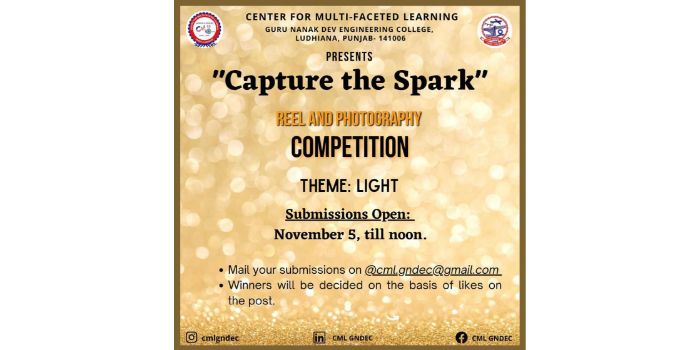 CENTER FOR MULTI-FACETED LEARNING
GURU NANAK DEV ENGINEERING COLLEGE,
LUDHIANA, PUNJAB- 141006
PRESENTS
"Capture the Spark"
REEL AND PHOTOGRAPHY
COMPETITION
THEME: LIGHT
Submissions Open:
November 5, till noon.
• Mail your submissions on @cml.gndec@gmail.com
• Winners will be decided on the basis of likes on
the post.
cmlgndec
CML GNDEC
CML GNDEC